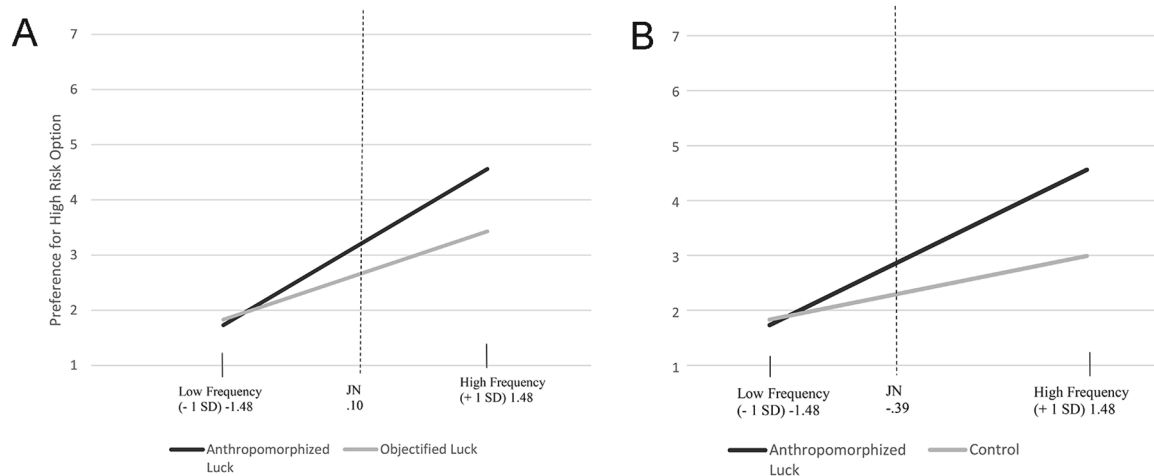 A
7
6
5
4
3
2
1
Preference for High Risk Option
Low Frequency
(- 1 SD) -1.48
JN
.10
High Frequency
(+ 1 SD) 1.48
Anthropomorphized
Luck
Objectified Luck
B
7
6
5
4
3
2
1
Low Frequency
(- 1 SD) -1.48
JN
-.39
High Frequency
(+ 1 SD) 1.48
Anthropomorphized
Luck
Control